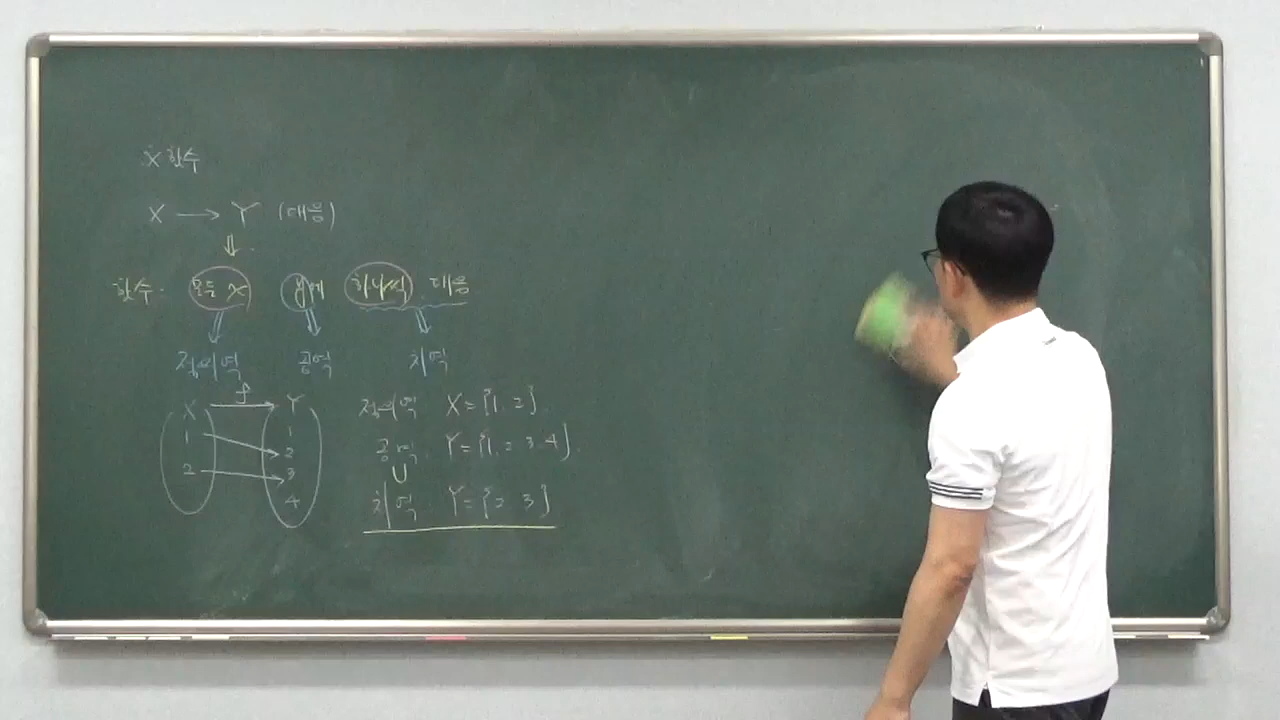 ※ 함수
X → Y (대응)
⇓
함수: 모든 X y에 하나씩 대응
⇓ ⇓ ⇓
정의역 공역 치역
X f Y
1 1
2 2
3
4
정의역 X={1, 2}
공역 Y={1, 2 3 4}
∪
치역 Y={2 3}